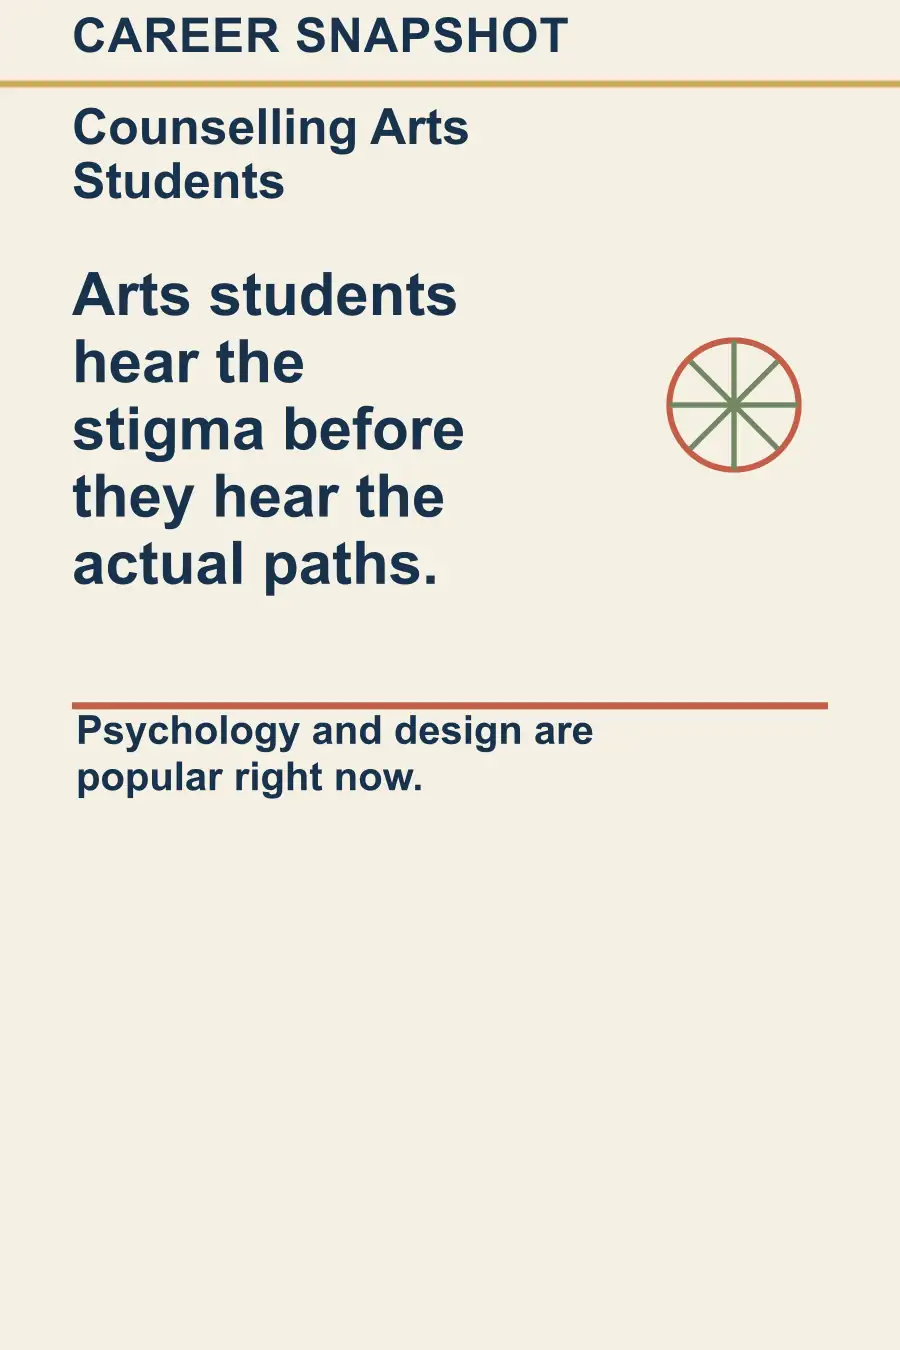 CAREER SNAPSHOT
Counselling Arts
Students
Arts students
hear the
stigma before
they hear the
actual paths.
Psychology and design are
popular right now.